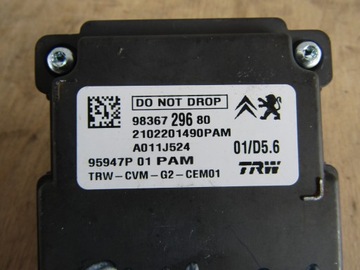 DO NOT DROP
98367 296 80
2102201490PAM
A011J524
01/D5.6
95947P 01 PAM
TRW
TRW-CVM-G2-CEM01